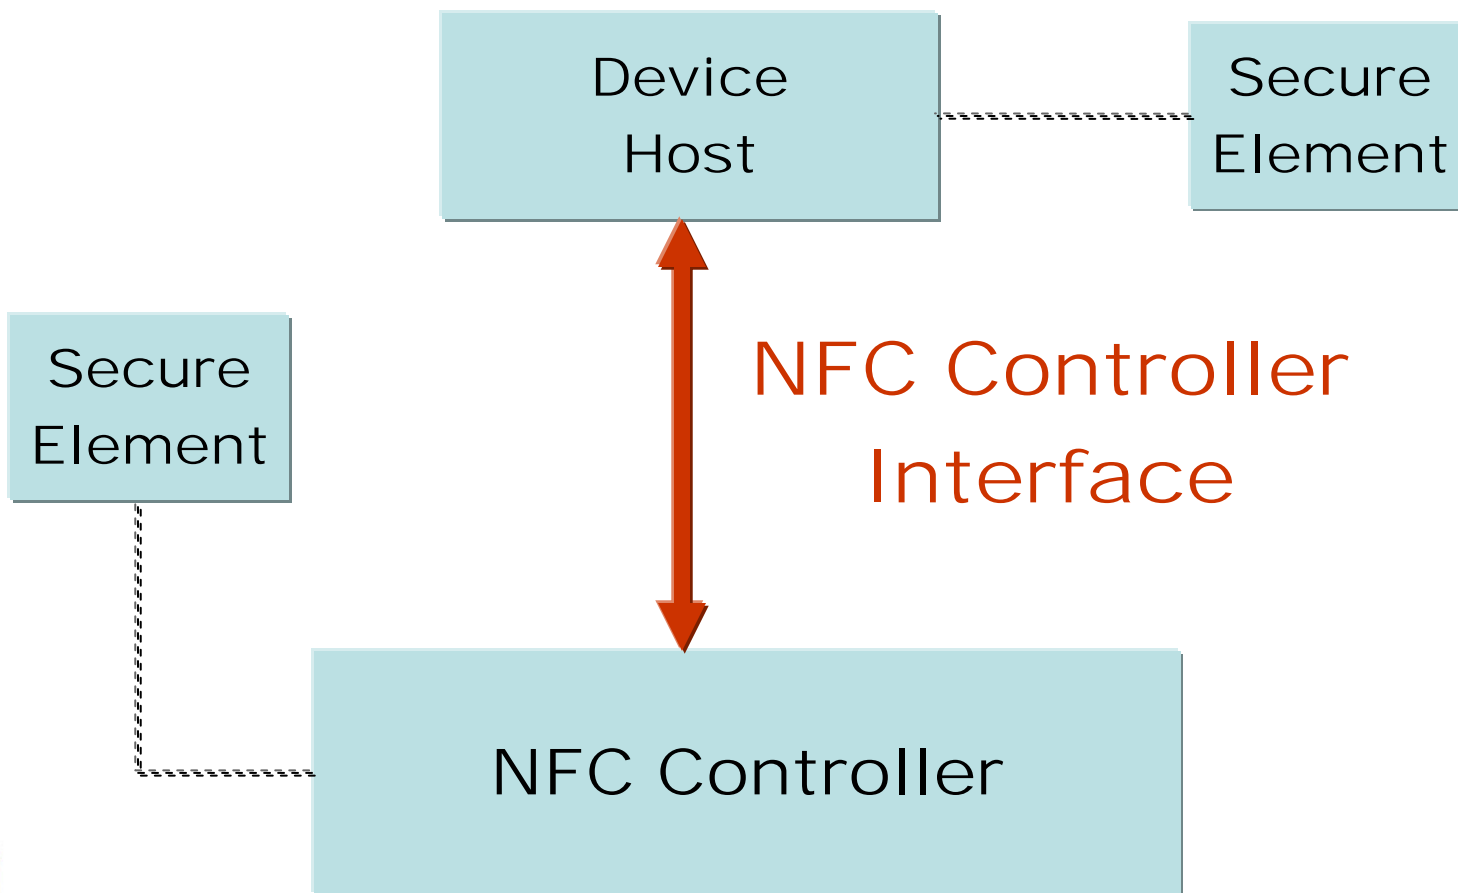 Device
Host
Secure
Element
NFC Controller
Interface
Secure
Element
NFC Controller